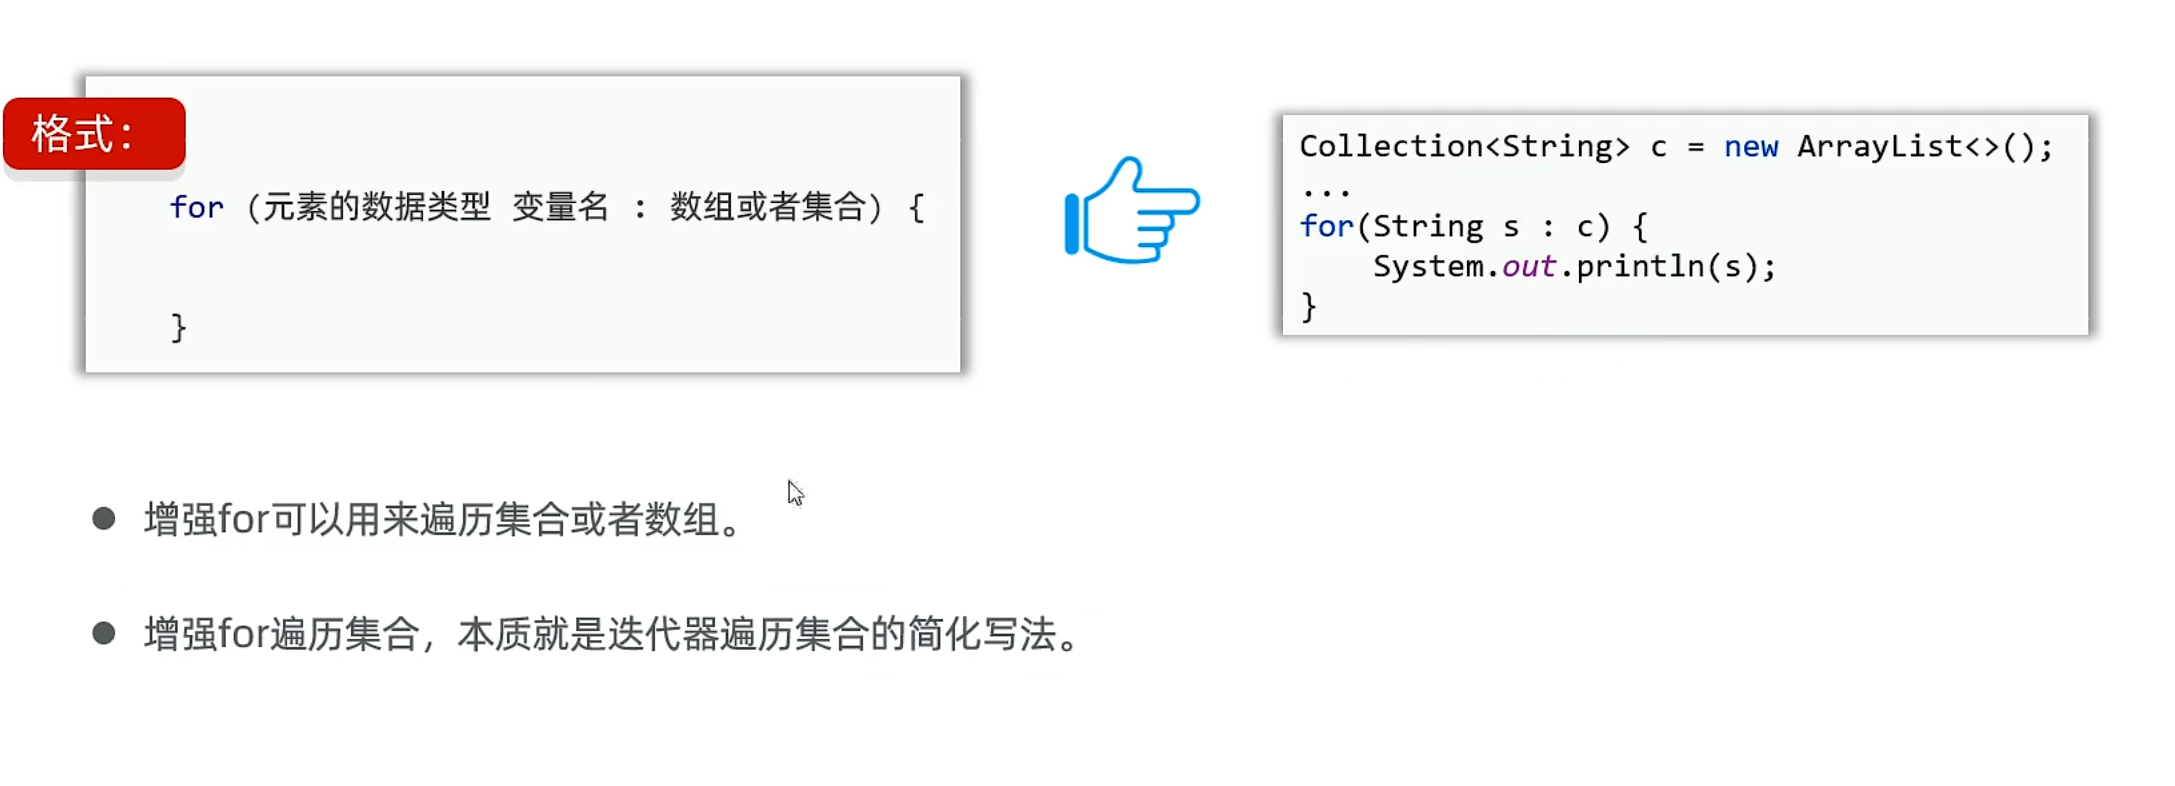 格式：
for (元素的数据类型 变量名 : 数组或者集合) {
}
Collection<String> c = new ArrayList<>();
...
for(String s : c) {
    System.out.println(s);
}
增强for可以用来遍历集合或者数组。
增强for遍历集合，本质就是迭代器遍历集合的简化写法。